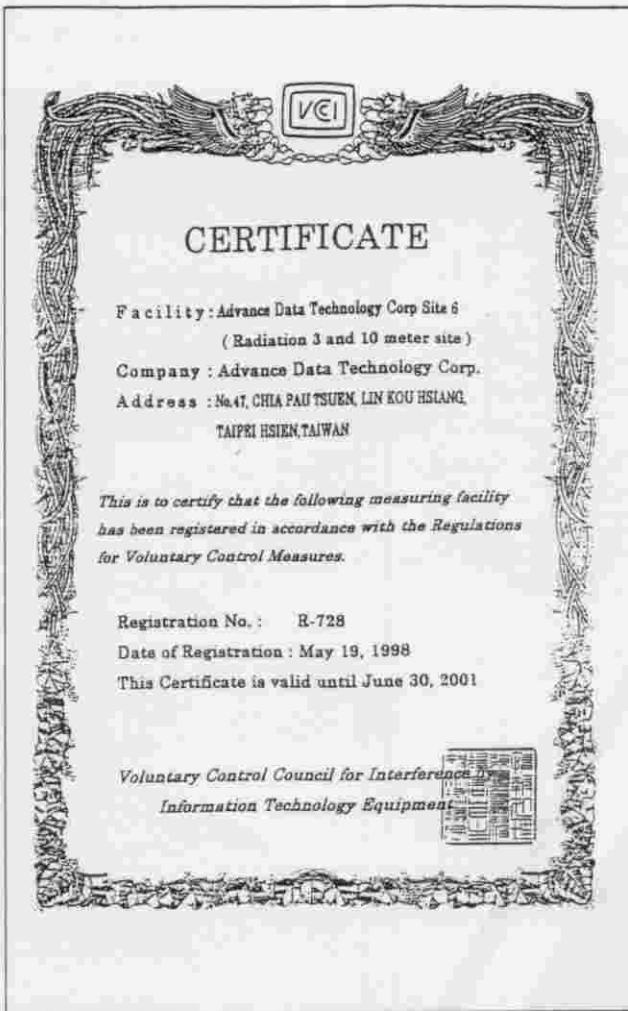 VCCI
CERTIFICATE
Facility : Advance Data Technology Corp Site 6
( Radiation 3 and 10 meter site )
Company : Advance Data Technology Corp.
Address : No.47, CHIA PAU TSUEN, LIN KOU HSIANG,
TAIPEI HSIEN, TAIWAN
This is to certify that the following measuring facility
has been registered in accordance with the Regulations
for Voluntary Control Measures.
Registration No. : R-728
Date of Registration : May 19, 1998
This Certificate is valid until June 30, 2001
Voluntary Control Council for Interference by
Information Technology Equipment